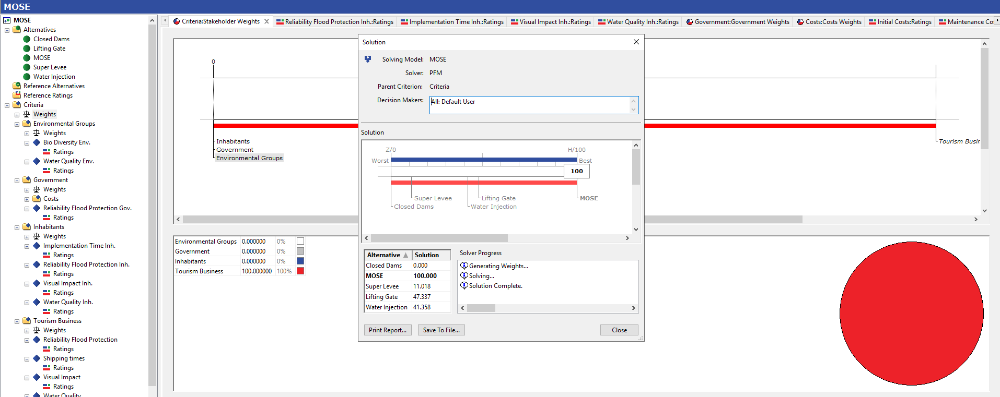 MOSE
MOSE
Alternatives
Closed Dams
Lifting Gate
MOSE
Super Levee
Water Injection
Reference Alternatives
Reference Ratings
Criteria
Weights
Environmental Groups
Weights
Bio Diversity Env.
Ratings
Water Quality Env.
Ratings
Government
Weights
Costs
Reliability Flood Protection Gov.
Ratings
Inhabitants
Weights
Implementation Time Inh.
Ratings
Reliability Flood Protection Inh.
Ratings
Visual Impact Inh.
Ratings
Water Quality Inh.
Ratings
Tourism Business
Weights
Reliability Flood Protection
Ratings
Shipping times
Ratings
Visual Impact
Ratings
Water Quality
Criteria:Stakeholder Weights
Reliability Flood Protection Inh.:Ratings
Implementation Time Inh.:Ratings
Visual Impact Inh.:Ratings
Water Quality Inh.:Ratings
Government:Government Weights
Costs:Costs Weights
Initial Costs:Ratings
Maintenance Co
0
Inhabitants
Government
Environmental Groups
Tourism Busin
Environmental Groups 0.000000 0%
Government 0.000000 0%
Inhabitants 0.000000 0%
Tourism Business 100.000000 100%
Solution
Solving Model: MOSE
Solver: PFM
Parent Criterion: Criteria
Decision Makers: All: Default User
Solution
Z/0 H/100
Worst Best
100
Super Levee Lifting Gate MOSE
Closed Dams Water Injection
Alternative Solution
Closed Dams 0.000
MOSE 100.000
Super Levee 11.018
Lifting Gate 47.337
Water Injection 41.358
Solver Progress
Generating Weights...
Solving...
Solution Complete.
Print Report...
Save To File...
Close